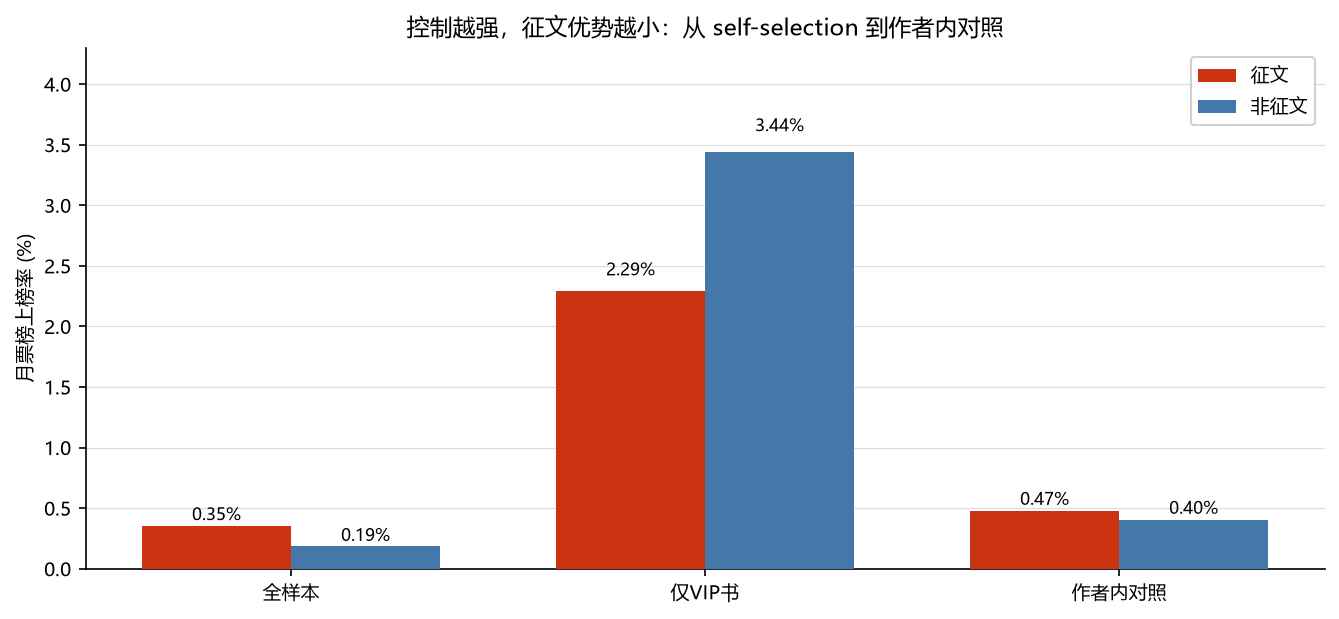 控制越强，征文优势越小：从 self-selection 到作者内对照
征文
非征文
月票榜上榜率 (%)
4.0
3.5
3.0
2.5
2.0
1.5
1.0
0.5
0.0
0.35%
0.19%
2.29%
3.44%
0.47%
0.40%
全样本
仅VIP书
作者内对照